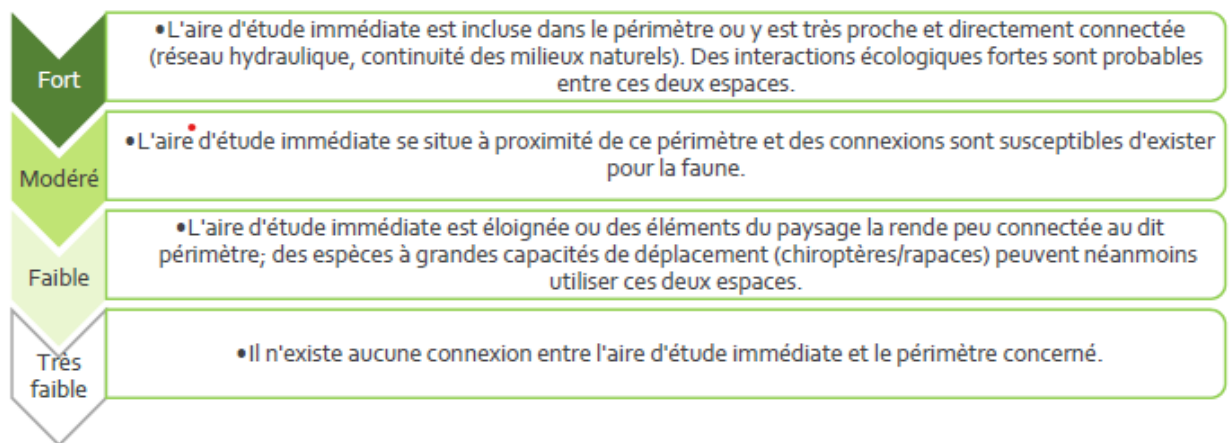 Fort
•L'aire d'étude immédiate est incluse dans le périmètre ou y est très proche et directement connectée
(réseau hydraulique, continuité des milieux naturels). Des interactions écologiques fortes sont probables
entre ces deux espaces.
Modéré
•L'aire d'étude immédiate se situe à proximité de ce périmètre et des connexions sont susceptibles d'exister
pour la faune.
Faible
•L'aire d'étude immédiate est éloignée ou des éléments du paysage la rende peu connectée au dit
périmètre; des espèces à grandes capacités de déplacement (chiroptères/rapaces) peuvent néanmoins
utiliser ces deux espaces.
Très
faible
•Il n'existe aucune connexion entre l'aire d'étude immédiate et le périmètre concerné.